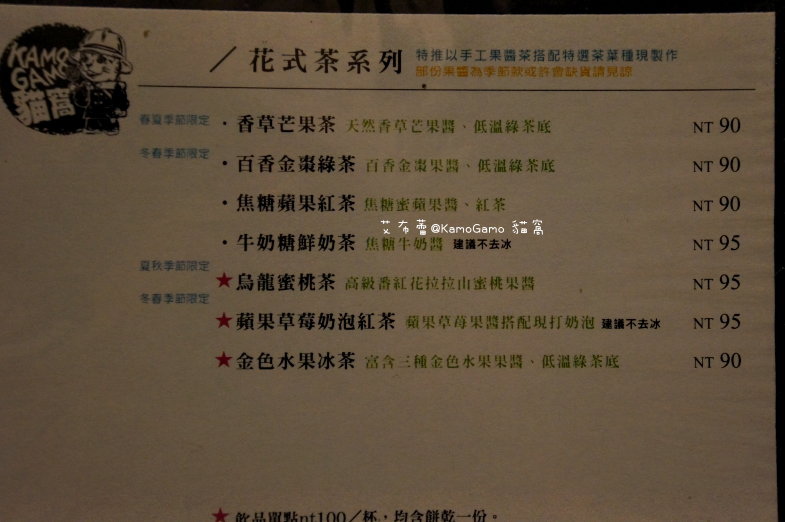 KAMO
GAMO
貓窩
／花式茶系列 特推以手工果醬茶搭配特選茶葉種現製作
部份果醬為季節款或許會缺貨請見諒
春夏季節限定 · 香草芒果茶 天然香草芒果醬、低溫綠茶底 NT 90
冬春季節限定 · 百香金棗綠茶 百香金棗果醬、低溫綠茶底 NT 90
· 焦糖蘋果紅茶 焦糖蜜蘋果醬、紅茶 NT 90
艾布蕾@KamoGamo 貓窩
· 牛奶糖鮮奶茶 焦糖牛奶醬 建議不去冰 NT 95
夏秋季節限定 ★烏龍蜜桃茶 高級番紅花拉拉山蜜桃果醬 NT 95
冬春季節限定 ★蘋果草莓奶泡紅茶 蘋果草苺果醬搭配現打奶泡 建議不去冰 NT 95
★金色水果冰茶 富含三種金色水果果醬、低溫綠茶底 NT 90
★ 飲品單點nt100／杯，均含餅乾一份。